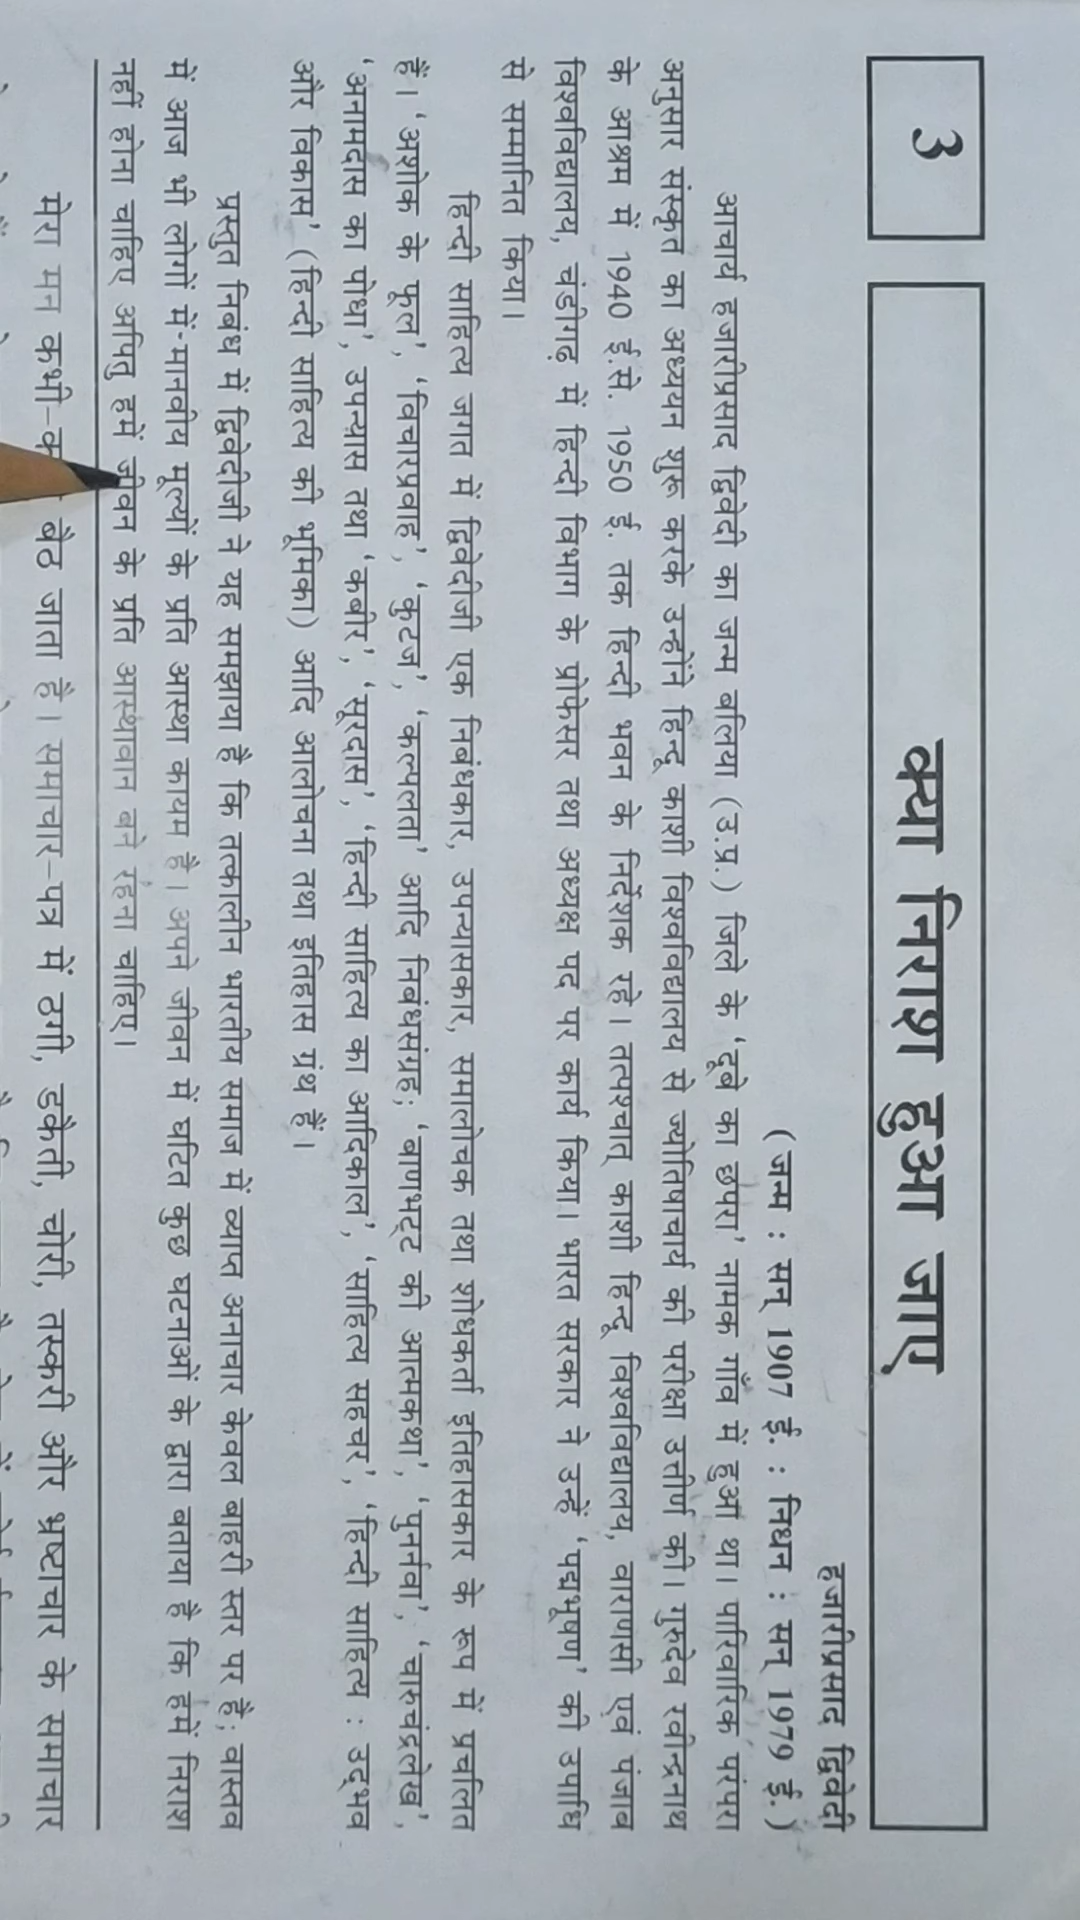 3
क्या निराश हुआ जाए
हजारीप्रसाद द्विवेदी
(जन्म : सन् 1907 ई. : निधन : सन् 1979 ई.)
आचार्य हजारीप्रसाद द्विवेदी का जन्म बलिया (उ.प्र.) जिले के 'दूबे का छपरा' नामक गाँव में हुआ था। पारिवारिक परंपरा
अनुसार संस्कृत का अध्ययन शुरू करके उन्होंने हिन्दू काशी विश्वविद्यालय से ज्योतिषाचार्य की परीक्षा उत्तीर्ण की। गुरुदेव रवीन्द्रनाथ
के आश्रम में 1940 ई.से. 1950 ई. तक हिन्दी भवन के निर्देशक रहे। तत्पश्चात् काशी हिन्दू विश्वविद्यालय, वाराणसी एवं पंजाब
विश्वविद्यालय, चंडीगढ़ में हिन्दी विभाग के प्रोफेसर तथा अध्यक्ष पद पर कार्य किया। भारत सरकार ने उन्हें 'पद्मभूषण' की उपाधि
से सम्मानित किया।
हिन्दी साहित्य जगत में द्विवेदीजी एक निबंधकार, उपन्यासकार, समालोचक तथा शोधकर्ता इतिहासकार के रूप में प्रचलित
हैं। 'अशोक के फूल', 'विचारप्रवाह', 'कुटज', 'कल्पलता' आदि निबंधसंग्रह; 'बाणभट्ट की आत्मकथा', 'पुनर्नवा', 'चारुचंद्रलेख',
'अनामदास का पोथा', उपन्यास तथा 'कबीर', 'सूरदास', 'हिन्दी साहित्य का आदिकाल', 'साहित्य सहचर', 'हिन्दी साहित्य : उद्भव
और विकास' (हिन्दी साहित्य की भूमिका) आदि आलोचना तथा इतिहास ग्रंथ हैं।
प्रस्तुत निबंध में द्विवेदीजी ने यह समझाया है कि तत्कालीन भारतीय समाज में व्याप्त अनाचार केवल बाहरी स्तर पर है; वास्तव
में आज भी लोगों में मानवीय मूल्यों के प्रति आस्था कायम है। अपने जीवन में घटित कुछ घटनाओं के द्वारा बताया है कि हमें निराश
नहीं होना चाहिए अपितु हमें जीवन के प्रति आस्थावान बने रहना चाहिए।
मेरा मन कभी- बैठ जाता है। समाचार-पत्र में ठगी, डकैती, चोरी, तस्करी और भ्रष्टाचार के समाचार